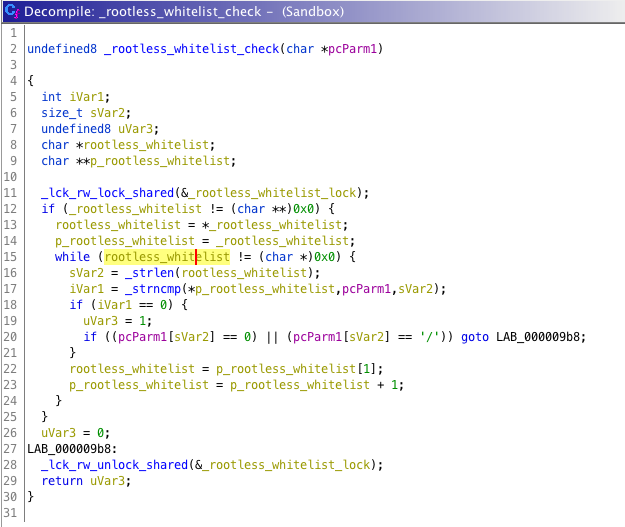 Decompile: _rootless_whitelist_check - (Sandbox)
1
2 undefined8 _rootless_whitelist_check(char *pcParm1)
3
4 {
5 int iVar1;
6 size_t sVar2;
7 undefined8 uVar3;
8 char *rootless_whitelist;
9 char **p_rootless_whitelist;
10
11 _lck_rw_lock_shared(&_rootless_whitelist_lock);
12 if (_rootless_whitelist != (char **)0x0) {
13 rootless_whitelist = *_rootless_whitelist;
14 p_rootless_whitelist = _rootless_whitelist;
15 while (rootless_whitelist != (char *)0x0) {
16 sVar2 = _strlen(rootless_whitelist);
17 iVar1 = _strncmp(*p_rootless_whitelist,pcParm1,sVar2);
18 if (iVar1 == 0) {
19 uVar3 = 1;
20 if ((pcParm1[sVar2] == 0) || (pcParm1[sVar2] == '/')) goto LAB_000009b8;
21 }
22 rootless_whitelist = p_rootless_whitelist[1];
23 p_rootless_whitelist = p_rootless_whitelist + 1;
24 }
25 }
26 uVar3 = 0;
27 LAB_000009b8:
28 _lck_rw_unlock_shared(&_rootless_whitelist_lock);
29 return uVar3;
30 }
31